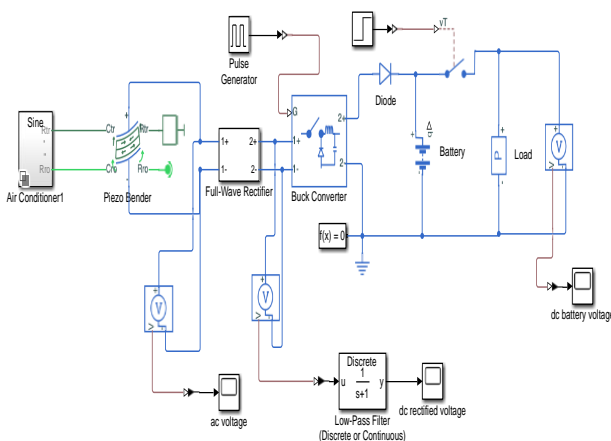 Pulse
Generator
vT
Diode
G
Sine
Rtr
Rro
Air Conditioner1
Ctr
Cro
Rtr
Rro
Piezo Bender
1+
1-
2+
2-
Full-Wave Rectifier
1+
1-
2+
2
Buck Converter
Battery
P
Load
V
f(x) = 0
V
V
dc battery voltage
ac voltage
Discrete
u
1
s+1
y
Low-Pass Filter
(Discrete or Continuous)
dc rectified voltage